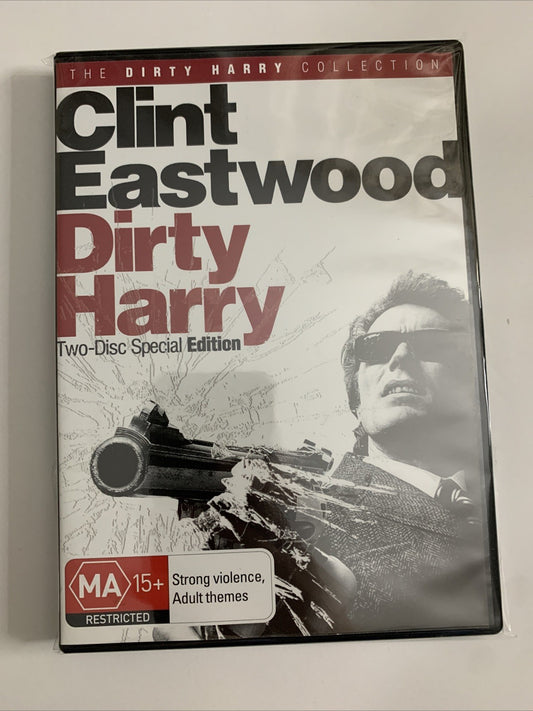 THE DIRTY HARRY COLLECTION
Clint
Eastwood
Dirty
Harry
Two-Disc Special Edition
MA 15+
RESTRICTED
Strong violence,
Adult themes